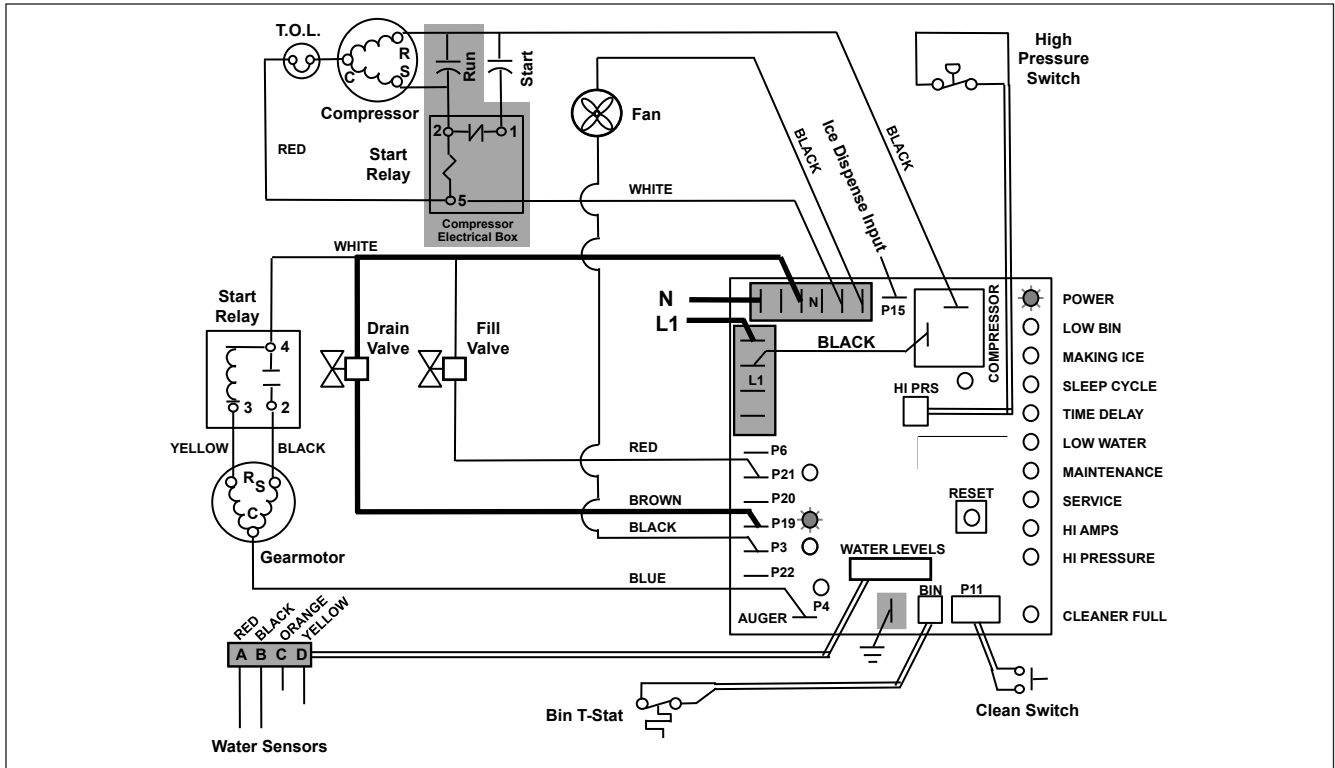 T.O.L.
R
S
C
Compressor
Run
Start
High
Pressure
Switch
Fan
BLACK
Ice Dispense Input
BLACK
RED
2
1
Start
Relay
5
Compressor
Electrical Box
WHITE
WHITE
Start
Relay
4
3
2
Drain
Valve
Fill
Valve
YELLOW
BLACK
R
S
C
Gearmotor
N
L1
N
P15
BLACK
COMPRESSOR
L1
HI PRS
POWER
LOW BIN
MAKING ICE
SLEEP CYCLE
TIME DELAY
LOW WATER
MAINTENANCE
SERVICE
HI AMPS
HI PRESSURE
CLEANER FULL
RED
P6
P21
BROWN
P20
P19
BLACK
P3
P22
BLUE
P4
AUGER
RESET
WATER LEVELS
BIN
P11
RED
BLACK
ORANGE
YELLOW
A B C D
Water Sensors
Bin T-Stat
Clean Switch